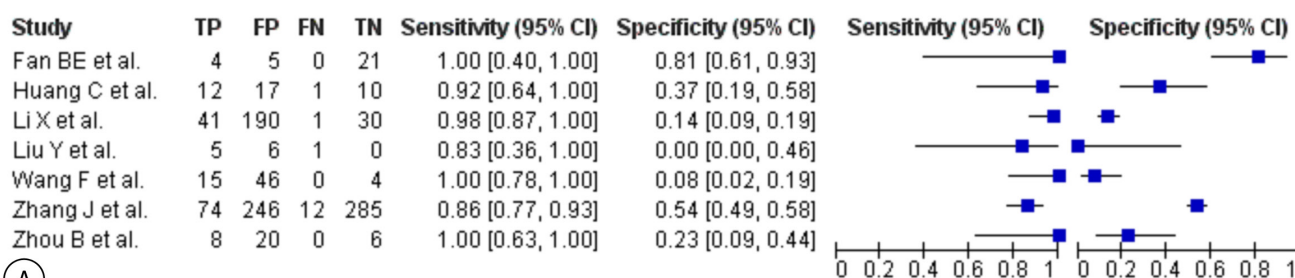 Study TP FP FN TN Sensitivity (95% CI) Specificity (95% CI) Sensitivity (95% CI) Specificity (95% CI)
Fan BE et al. 4 5 0 21 1.00 [0.40, 1.00] 0.81 [0.61, 0.93]
Huang C et al. 12 17 1 10 0.92 [0.64, 1.00] 0.37 [0.19, 0.58]
Li X et al. 41 190 1 30 0.98 [0.87, 1.00] 0.14 [0.09, 0.19]
Liu Y et al. 5 6 1 0 0.83 [0.36, 1.00] 0.00 [0.00, 0.46]
Wang F et al. 15 46 0 4 1.00 [0.78, 1.00] 0.08 [0.02, 0.19]
Zhang J et al. 74 246 12 285 0.86 [0.77, 0.93] 0.54 [0.49, 0.58]
Zhou B et al. 8 20 0 6 1.00 [0.63, 1.00] 0.23 [0.09, 0.44]
A 0 0.2 0.4 0.6 0.8 1 0 0.2 0.4 0.6 0.8 1